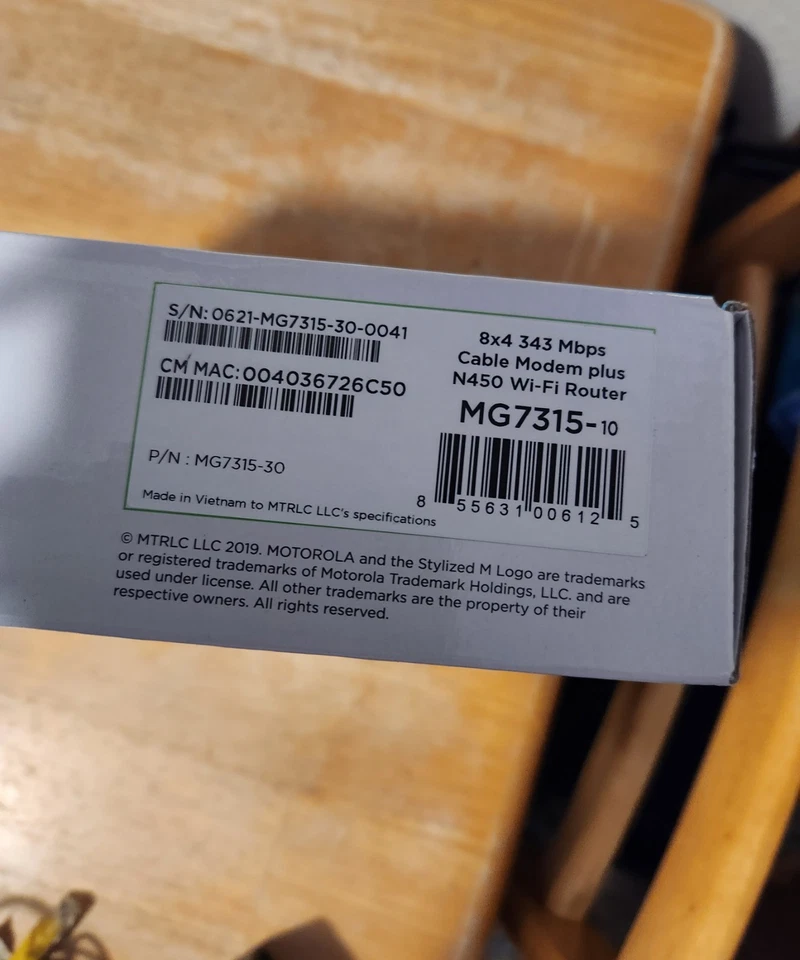 S/N: 0621-MG7315-30-0041
CM MAC:004036726C50
P/N : MG7315-30
Made in Vietnam to MTRLC LLC's specifications
8x4 343 Mbps
Cable Modem plus
N450 Wi-Fi Router
MG7315-10
8 55631 00612 5
© MTRLC LLC 2019. MOTOROLA and the Stylized M Logo are trademarks
or registered trademarks of Motorola Trademark Holdings, LLC. and are
used under license. All other trademarks are the property of their
respective owners. All rights reserved.